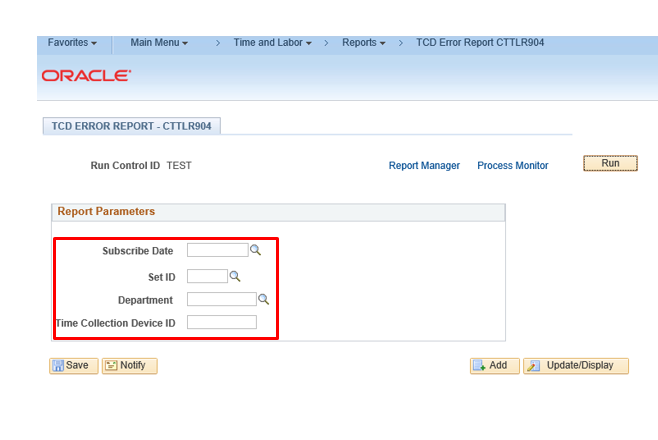 Favorites Main Menu > Time and Labor > Reports > TCD Error Report CTTLR904
ORACLE'
TCD ERROR REPORT - CTTLR904
Run Control ID TEST Report Manager Process Monitor Run
Report Parameters
Subscribe Date
Set ID
Department
Time Collection Device ID
Save Notify Add Update/Display